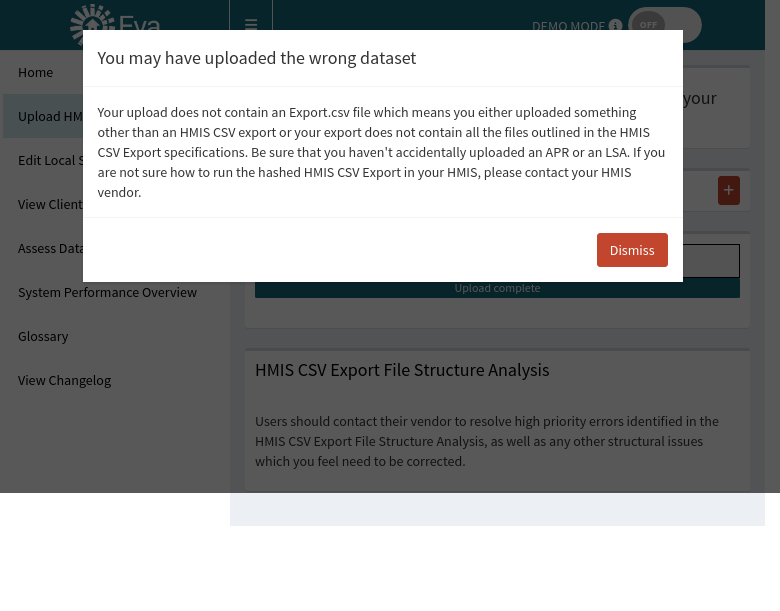 Eva
☰
DEMO MODE
OFF
You may have uploaded the wrong dataset
Home
your
Upload HM
Your upload does not contain an Export.csv file which means you either uploaded something
other than an HMIS CSV export or your export does not contain all the files outlined in the HMIS
CSV Export specifications. Be sure that you haven't accidentally uploaded an APR or an LSA. If you
are not sure how to run the hashed HMIS CSV Export in your HMIS, please contact your HMIS
vendor.
Edit Local S
View Client
+
Assess Data
Dismiss
System Performance Overview
Upload complete
Glossary
View Changelog
HMIS CSV Export File Structure Analysis
Users should contact their vendor to resolve high priority errors identified in the
HMIS CSV Export File Structure Analysis, as well as any other structural issues
which you feel need to be corrected.